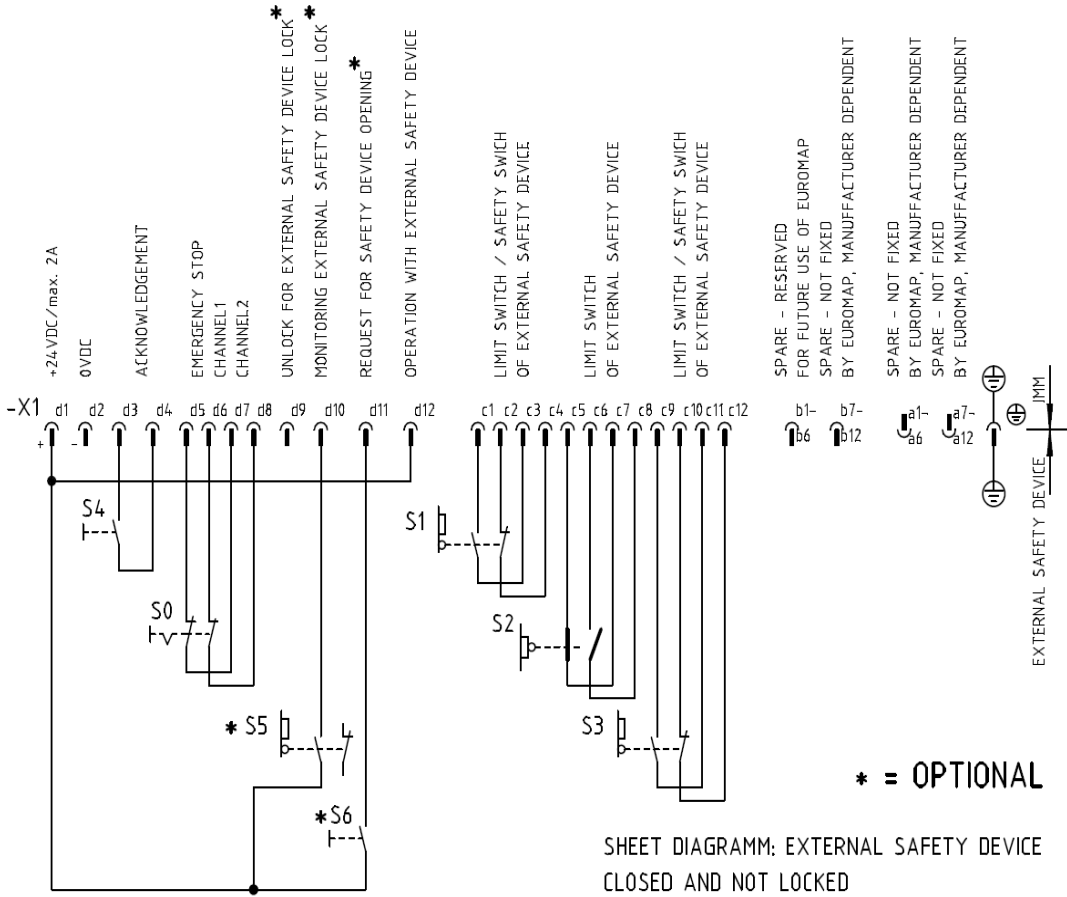 +24VDC/max. 2A
0VDC
ACKNOWLEDGEMENT
EMERGENCY STOP
CHANNEL1
CHANNEL2
UNLOCK FOR EXTERNAL SAFETY DEVICE LOCK *
MONITORING EXTERNAL SAFETY DEVICE LOCK *
REQUEST FOR SAFETY DEVICE OPENING *
OPERATION WITH EXTERNAL SAFETY DEVICE
LIMIT SWITCH / SAFETY SWICH
OF EXTERNAL SAFETY DEVICE
LIMIT SWITCH
OF EXTERNAL SAFETY DEVICE
LIMIT SWITCH / SAFETY SWICH
OF EXTERNAL SAFETY DEVICE
SPARE - RESERVED
FOR FUTURE USE OF EUROMAP
SPARE - NOT FIXED
BY EUROMAP, MANUFFACTURER DEPENDENT
SPARE - NOT FIXED
BY EUROMAP, MANUFFACTURER DEPENDENT
SPARE - NOT FIXED
BY EUROMAP, MANUFFACTURER DEPENDENT
-X1 d1 d2 d3 d4 d5 d6 d7 d8 d9 d10 d11 d12 c1 c2 c3 c4 c5 c6 c7 c8 c9 c10 c11 c12
b1-
b6
b7-
b12
a1-
a6
a7-
a12
+ -
IMM
EXTERNAL SAFETY DEVICE
S4
S1
S0
S2
* S5
S3
* S6
* = OPTIONAL
SHEET DIAGRAMM: EXTERNAL SAFETY DEVICE
CLOSED AND NOT LOCKED